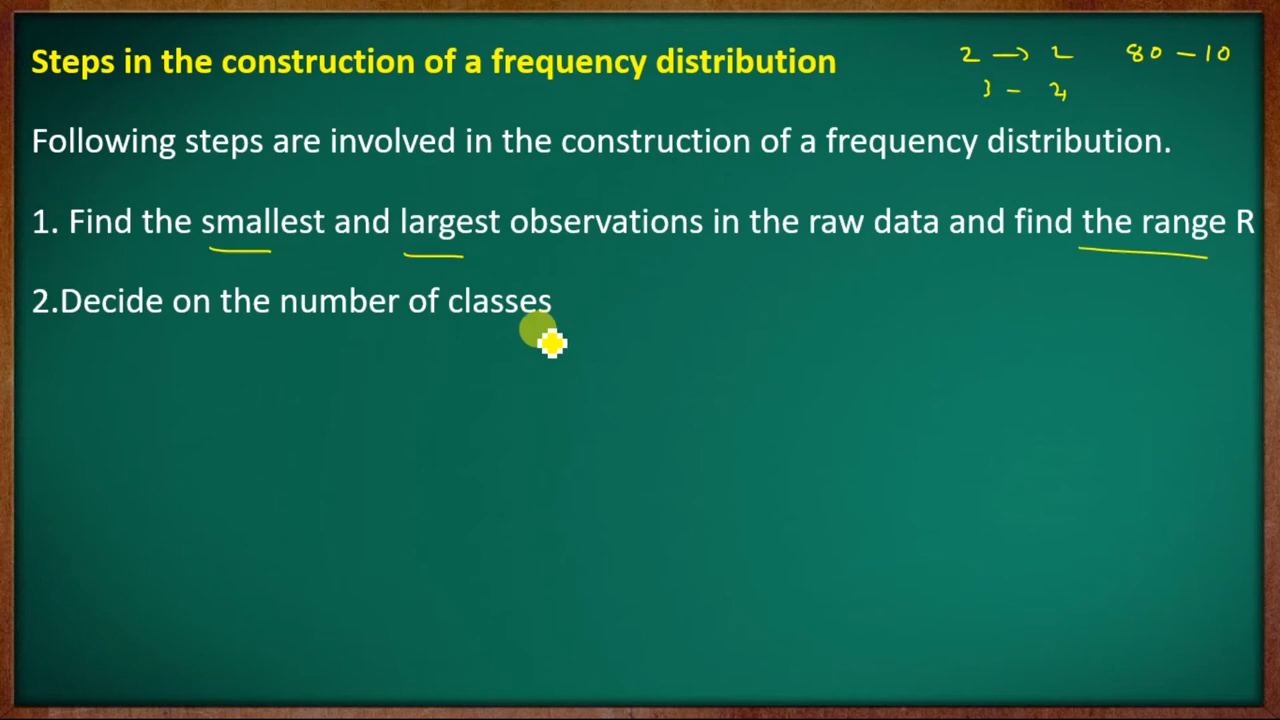 Steps in the construction of a frequency distribution
2 → 2 80 – 10
3 – 4
Following steps are involved in the construction of a frequency distribution.
1. Find the smallest and largest observations in the raw data and find the range R
2.Decide on the number of classes